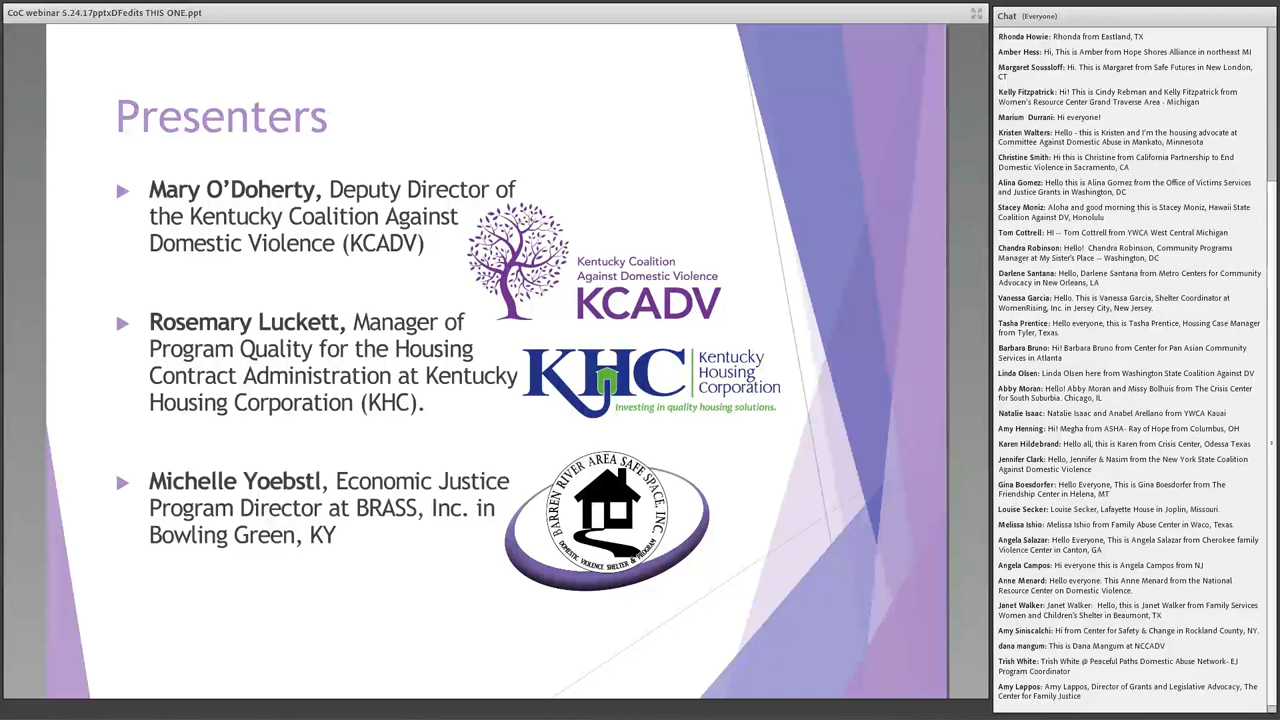 CoC webinar 5.24.17pptxDFedits THIS ONE.ppt
Presenters
Mary O'Doherty, Deputy Director of
the Kentucky Coalition Against
Domestic Violence (KCADV)
Kentucky Coalition
Against Domestic Violence
KCADV
Rosemary Luckett, Manager of
Program Quality for the Housing
Contract Administration at Kentucky
Housing Corporation (KHC).
KHC
Kentucky
Housing
Corporation
Investing in quality housing solutions.
Michelle Yoebstl, Economic Justice
Program Director at BRASS, Inc. in
Bowling Green, KY
BARREN RIVER AREA SAFE SPACE, INC
DOMESTIC VIOLENCE SHELTER & PROGRAM
Chat (Everyone)
Rhonda Howie: Rhonda from Eastland, TX
Amber Hess: Hi, This is Amber from Hope Shores Alliance in northeast MI
Margaret Soussloff: Hi. This is Margaret from Safe Futures in New London,
CT
Kelly Fitzpatrick: Hi! This is Cindy Rebman and Kelly Fitzpatrick from
Women's Resource Center Grand Traverse Area - Michigan
Marium Durrani: Hi everyone!
Kristen Walters: Hello - this is Kristen and I'm the housing advocate at
Committee Against Domestic Abuse in Mankato, Minnesota
Christine Smith: Hi this is Christine from California Partnership to End
Domestic Violence in Sacramento, CA
Alina Gomez: Hello this is Alina Gomez from the Office of Victims Services
and Justice Grants in Washington, DC
Stacey Moniz: Aloha and good morning this is Stacey Moniz, Hawaii State
Coalition Against DV, Honolulu
Tom Cottrell: HI -- Tom Cottrell from YWCA West Central Michigan
Chandra Robinson: Hello! Chandra Robinson, Community Programs
Manager at My Sister's Place -- Washington, DC
Darlene Santana: Hello, Darlene Santana from Metro Centers for Community
Advocacy in New Orleans, LA
Vanessa Garcia: Hello. This is Vanessa Garcia, Shelter Coordinator at
WomenRising, Inc. in Jersey City, New Jersey.
Tasha Prentice: Hello everyone, this is Tasha Prentice, Housing Case Manager
from Tyler, Texas.
Barbara Bruno: Hi! Barbara Bruno from Center for Pan Asian Community
Services in Atlanta
Linda Olsen: Linda Olsen here from Washington State Coalition Against DV
Abby Moran: Hello! Abby Moran and Missy Bolhuis from The Crisis Center
for South Suburbia. Chicago, IL
Natalie Isaac: Natalie Isaac and Anabel Arellano from YWCA Kauai
Amy Henning: Hi! Megha from ASHA- Ray of Hope from Columbus, OH
Karen Hildebrand: Hello all, this is Karen from Crisis Center, Odessa Texas
Jennifer Clark: Hello, Jennifer & Nasim from the New York State Coalition
Against Domestic Violence
Gina Boesdorfer: Hello Everyone, This is Gina Boesdorfer from The
Friendship Center in Helena, MT
Louise Secker: Louise Secker, Lafayette House in Joplin, Missouri.
Melissa Ishio: Melissa Ishio from Family Abuse Center in Waco, Texas.
Angela Salazar: Hello Everyone, This is Angela Salazar from Cherokee family
Violence Center in Canton, GA
Angela Campos: Hi everyone this is Angela Campos from NJ
Anne Menard: Hello everyone. This Anne Menard from the National
Resource Center on Domestic Violence.
Janet Walker: Janet Walker: Hello, this is Janet Walker from Family Services
Women and Children's Shelter in Beaumont, TX
Amy Siniscalchi: Hi from Center for Safety & Change in Rockland County, NY.
dana mangum: This is Dana Mangum at NCCADV
Trish White: Trish White @ Peaceful Paths Domestic Abuse Network- EJ
Program Coordinator
Amy Lappos: Amy Lappos, Director of Grants and Legislative Advocacy, The
Center for Family Justice